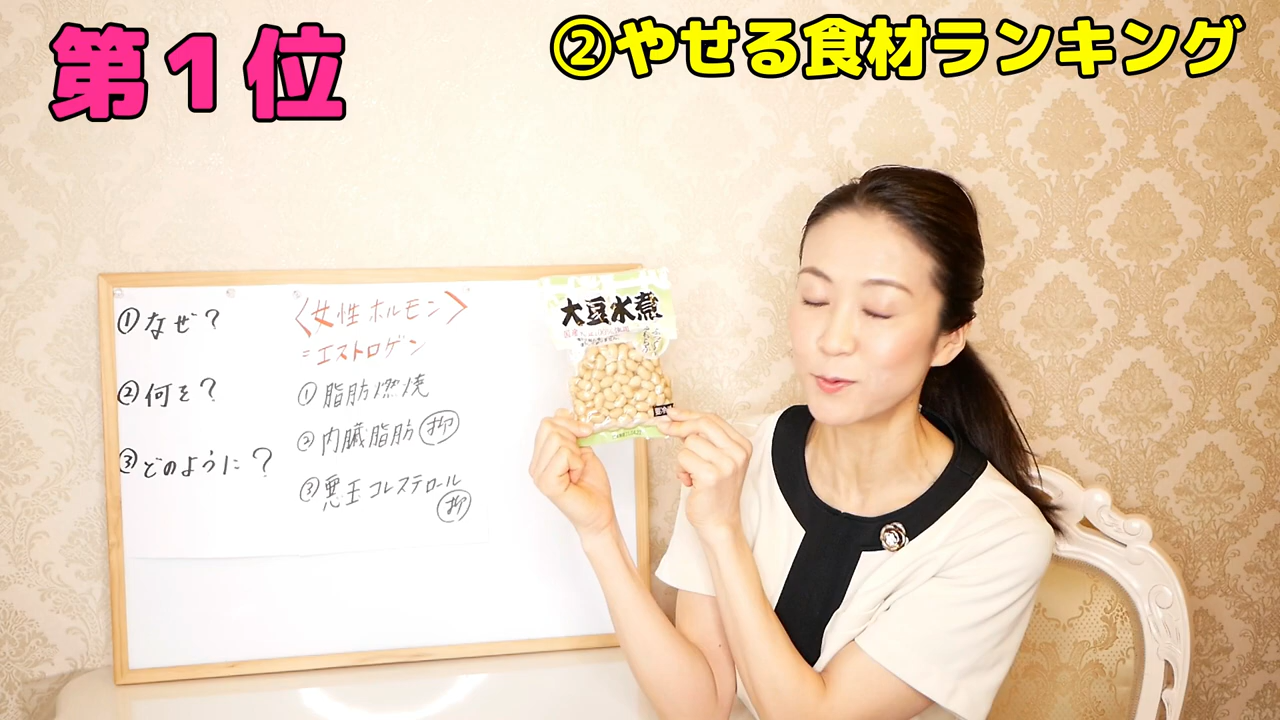 第1位
②やせる食材ランキング
①なぜ?
②何を?
③どのように?
〈女性ホルモン〉
=エストロゲン
①脂肪燃焼
②内臓脂肪 抑
③悪玉コレステロール
抑
大豆水煮